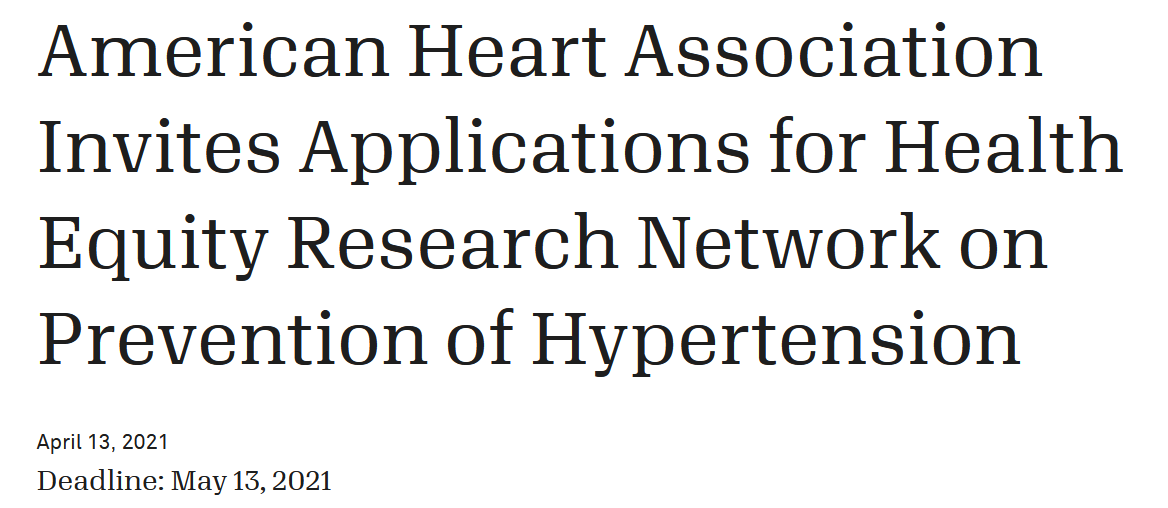 American Heart Association
Invites Applications for Health
Equity Research Network on
Prevention of Hypertension
April 13, 2021
Deadline: May 13, 2021